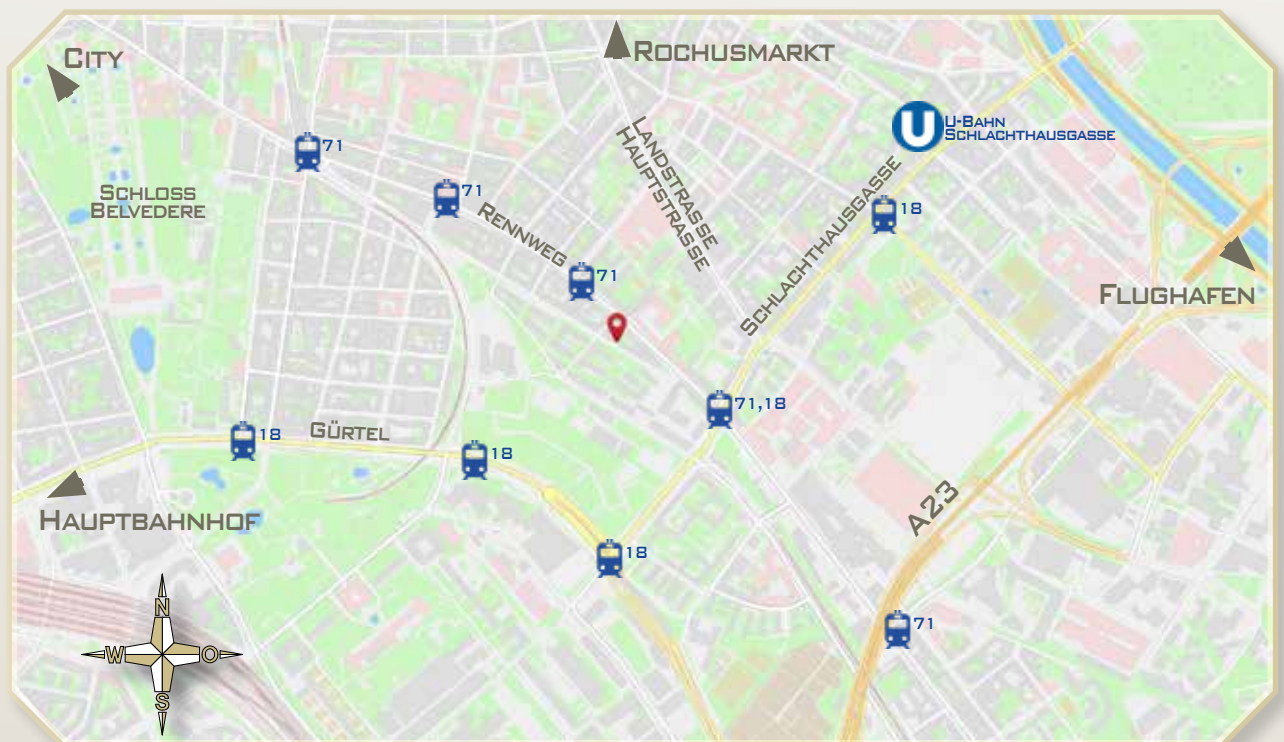 City
Rochusmarkt
U
U-Bahn
Schlachthausgasse
71
71
Schloss
Belvedere
Landstrasse
Hauptstrasse
Rennweg
Schlachthausgasse
18
71
Flughafen
71,18
18
Gürtel
18
Hauptbahnhof
A23
18
71
N
W
O
S